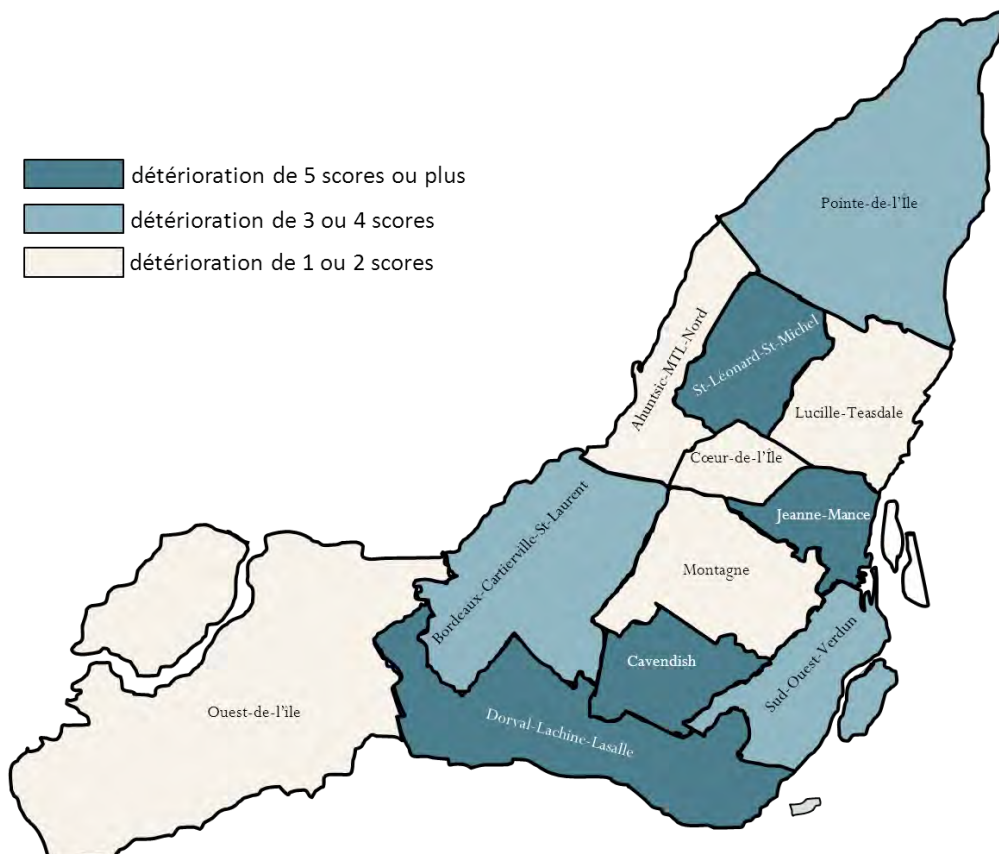 détérioration de 5 scores ou plus
détérioration de 3 ou 4 scores
détérioration de 1 ou 2 scores
Pointe-de-l'Île
Ahuntsic-MTL-Nord
St-Léonard-St-Michel
Lucille-Teasdale
Cœur-de-l'Île
Jeanne-Mance
Bordeaux-Cartierville-St-Laurent
Montagne
Cavendish
Sud-Ouest-Verdun
Ouest-de-l'île
Dorval-Lachine-Lasalle